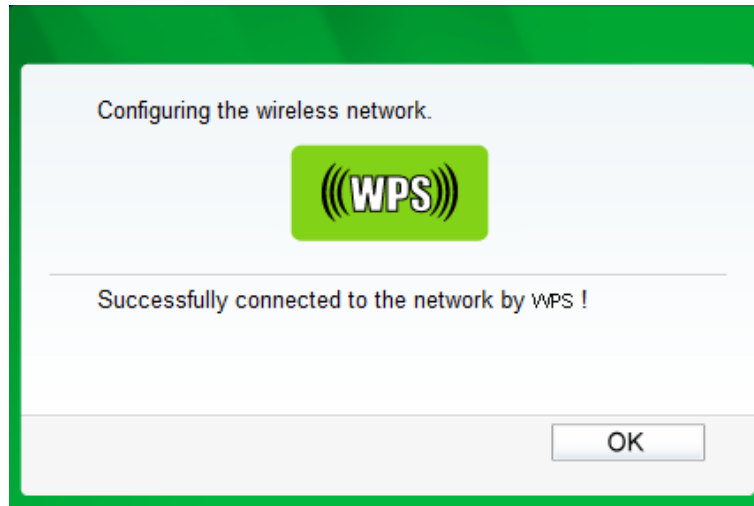 Configuring the wireless network.
(((WPS)))
Successfully connected to the network by WPS !
OK